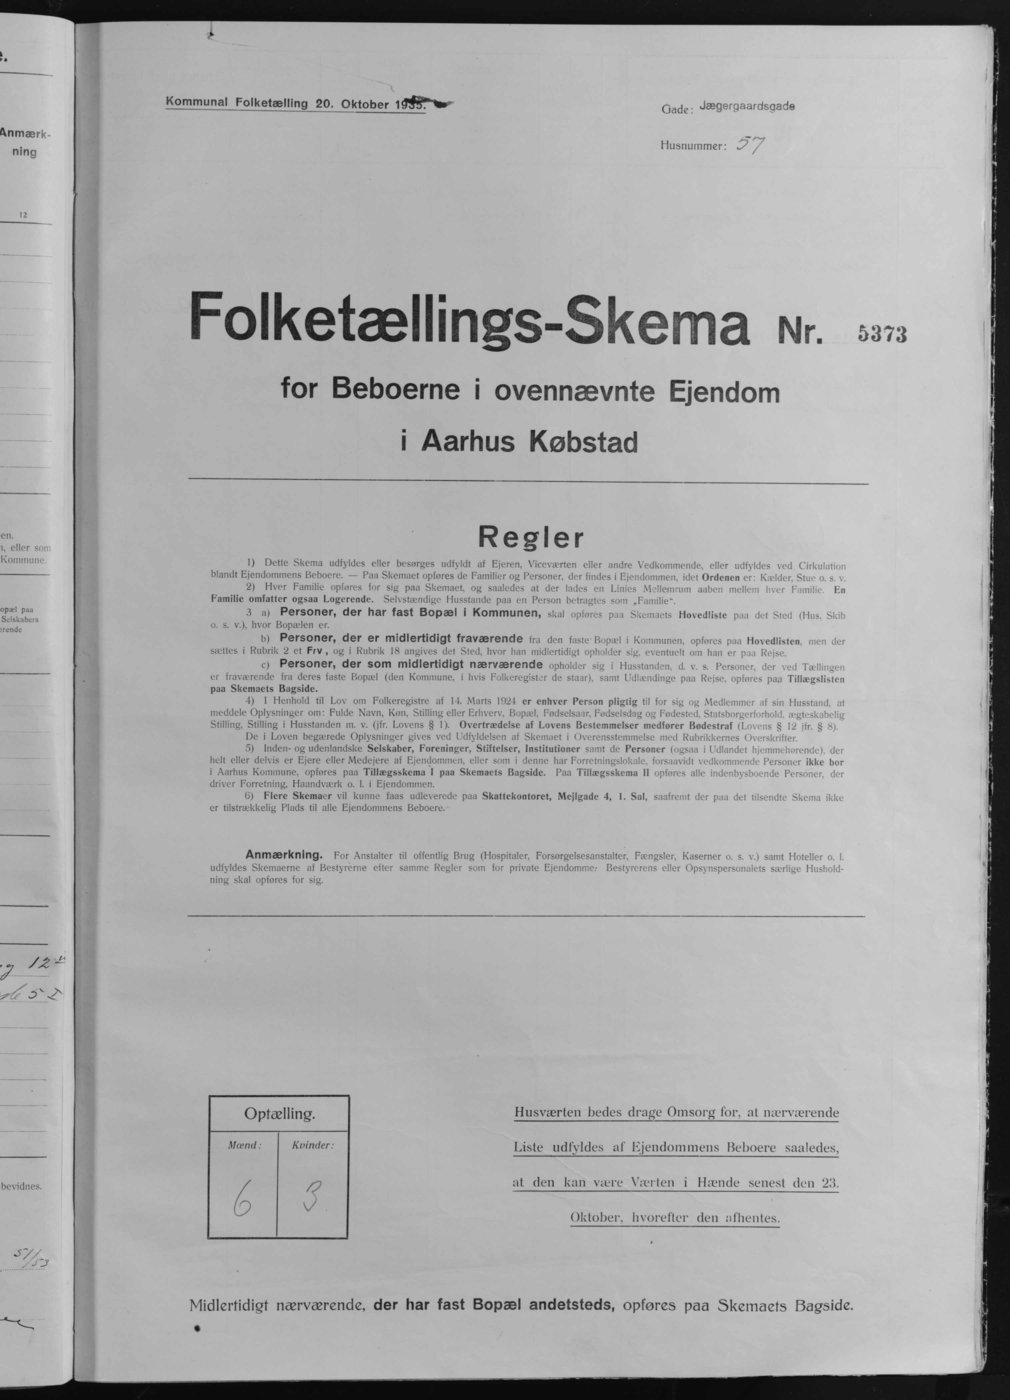 Kommunal Folketælling 20. Oktober 1935.
Gade: Jægergaardsgade
Husnummer: 57
Folketællings-Skema Nr. 5373
for Beboerne i ovennævnte Ejendom
i Aarhus Købstad
Regler
1) Dette Skema udfyldes eller besørges udfyldt af Ejeren, Viceværten eller andre Vedkommende, eller udfyldes ved Cirkulation
blandt Ejendommens Beboere. — Paa Skemaet opføres de Familier og Personer, der findes i Ejendommen, idet Ordenen er: Kælder, Stue o. s. v.
2) Hver Familie opføres for sig paa Skemaet, og saaledes at der lades en Linies Mellemrum aaben mellem hver Familie. En
Familie omfatter ogsaa Logerende. Selvstændige Husstande paa en Person betragtes som „Familie“.
3 a) Personer, der har fast Bopæl i Kommunen, skal opføres paa Skemaets Hovedliste paa det Sted (Hus, Skib
o. s. v.), hvor Bopælen er.
b) Personer, der er midlertidigt fraværende fra den faste Bopæl i Kommunen, opføres paa Hovedlisten, men der
sættes i Rubrik 2 et Frv, og i Rubrik 18 angives det Sted, hvor han midlertidigt opholder sig, eventuelt om han er paa Rejse.
c) Personer, der som midlertidigt nærværende opholder sig i Husstanden, d. v. s. Personer, der ved Tællingen
er fraværende fra deres faste Bopæl (den Kommune, i hvis Folkeregister de staar), samt Udlændinge paa Rejse, opføres paa Tillægslisten
paa Skemaets Bagside.
4) I Henhold til Lov om Folkeregistre af 14. Marts 1924 er enhver Person pligtig til for sig og Medlemmer af sin Husstand, at
meddele Oplysninger om: Fulde Navn, Køn, Stilling eller Erhverv, Bopæl, Fødselsaar, Fødselsdag og Fødested, Statsborgerforhold, ægteskabelig
Stilling, Stilling i Husstanden m. v. (jfr. Lovens § 1). Overtrædelse af Lovens Bestemmelser medfører Bødestraf (Lovens § 12 jfr. § 8).
De i Loven begærede Oplysninger gives ved Udfyldelsen af Skemaet i Overensstemmelse med Rubrikkernes Overskrifter.
5) Inden- og udenlandske Selskaber, Foreninger, Stiftelser, Institutioner samt de Personer (ogsaa i Udlandet hjemmehørende), der
helt eller delvis er Ejere eller Medejere af Ejendommen, eller som i denne har Forretningslokale, forsaavidt vedkommende Personer ikke bor
i Aarhus Kommune, opføres paa Tillægsskema I paa Skemaets Bagside. Paa Tillægsskema II opføres alle indenbysboende Personer, der
driver Forretning, Haandværk o. l. i Ejendommen.
6) Flere Skemaer vil kunne faas udleverede paa Skattekontoret, Mejlgade 4, 1. Sal, saafremt der paa det tilsendte Skema ikke
er tilstrækkelig Plads til alle Ejendommens Beboere.
Anmærkning. For Anstalter til offentlig Brug (Hospitaler, Forsørgelsesanstalter, Fængsler, Kaserner o. s. v.) samt Hoteller o. l.
udfyldes Skemaerne af Bestyrerne efter samme Regler som for private Ejendomme: Bestyrerens eller Opsynspersonalets særlige Hushold-
ning skal opføres for sig.
Optælling.
Mænd: Kvinder:
6 3
Husværten bedes drage Omsorg for, at nærværende
Liste udfyldes af Ejendommens Beboere saaledes,
at den kan være Værten i Hænde senest den 23.
Oktober, hvorefter den afhentes.
Midlertidigt nærværende, der har fast Bopæl andetsteds, opføres paa Skemaets Bagside.
Anmærk-
ning
12
en.
, eller som
Kommune.
opæl paa
Selskabers
ørende
12
5 I
bevidnes.
51/53